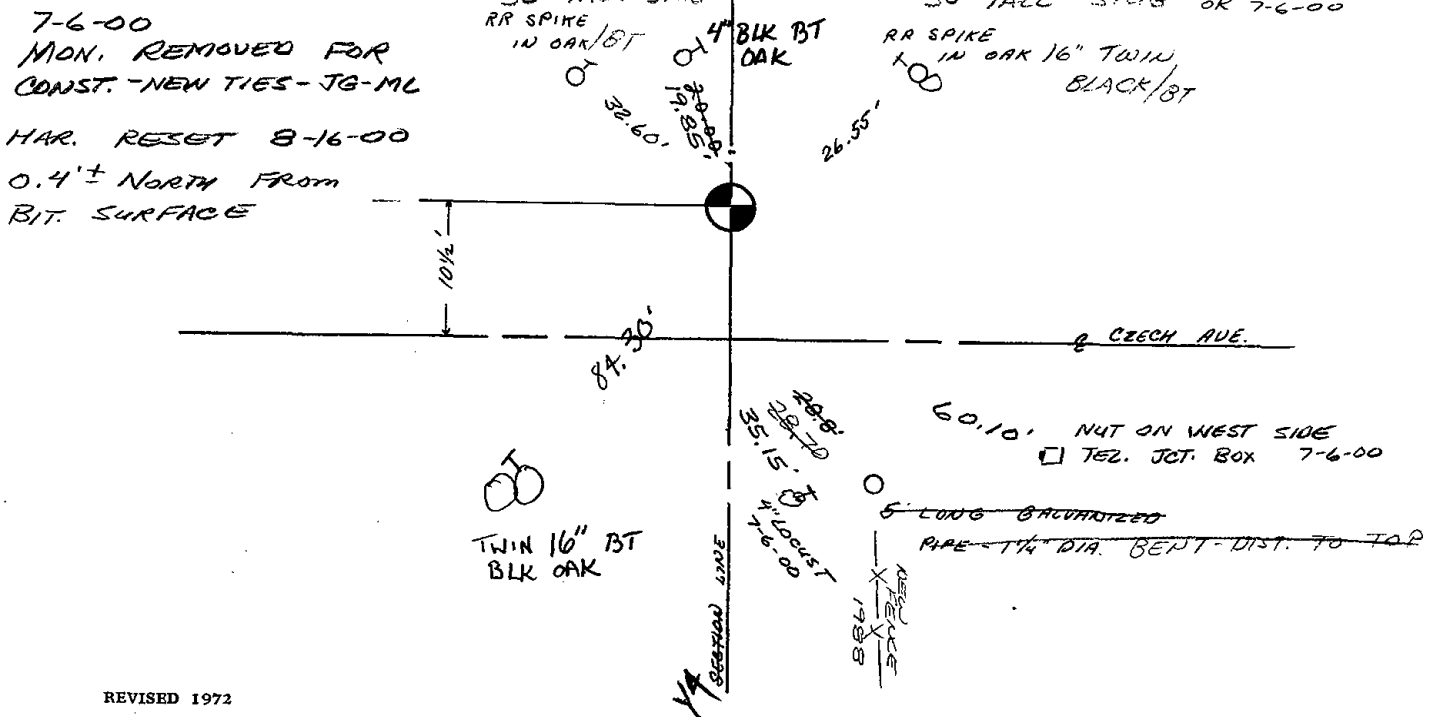 7-6-00
MON. REMOVED FOR
CONST. - NEW TIES - JG-ML
HAR. RESET 8-16-00
0.4'± NORTH FROM
BIT. SURFACE
RR SPIKE
IN OAK/BT
32.60'
4" BLK BT
OAK
20.00
19.85'
OK 7-6-00
RR SPIKE
IN OAK 16" TWIN
BLACK/BT
26.55'
10½'
84.30'
℄ CZECH AVE.
28.8'
28.70
35.15'
4" LOCUST
7-6-00
60.10'
NUT ON WEST SIDE
TEL. JCT. BOX 7-6-00
5' LONG GALVANIZED
PIPE - 1¼" DIA. BENT - DIST. TO TOP
TWIN 16" BT
BLK OAK
NEW
FENCE
1988
1/4 SECTION LINE
REVISED 1972